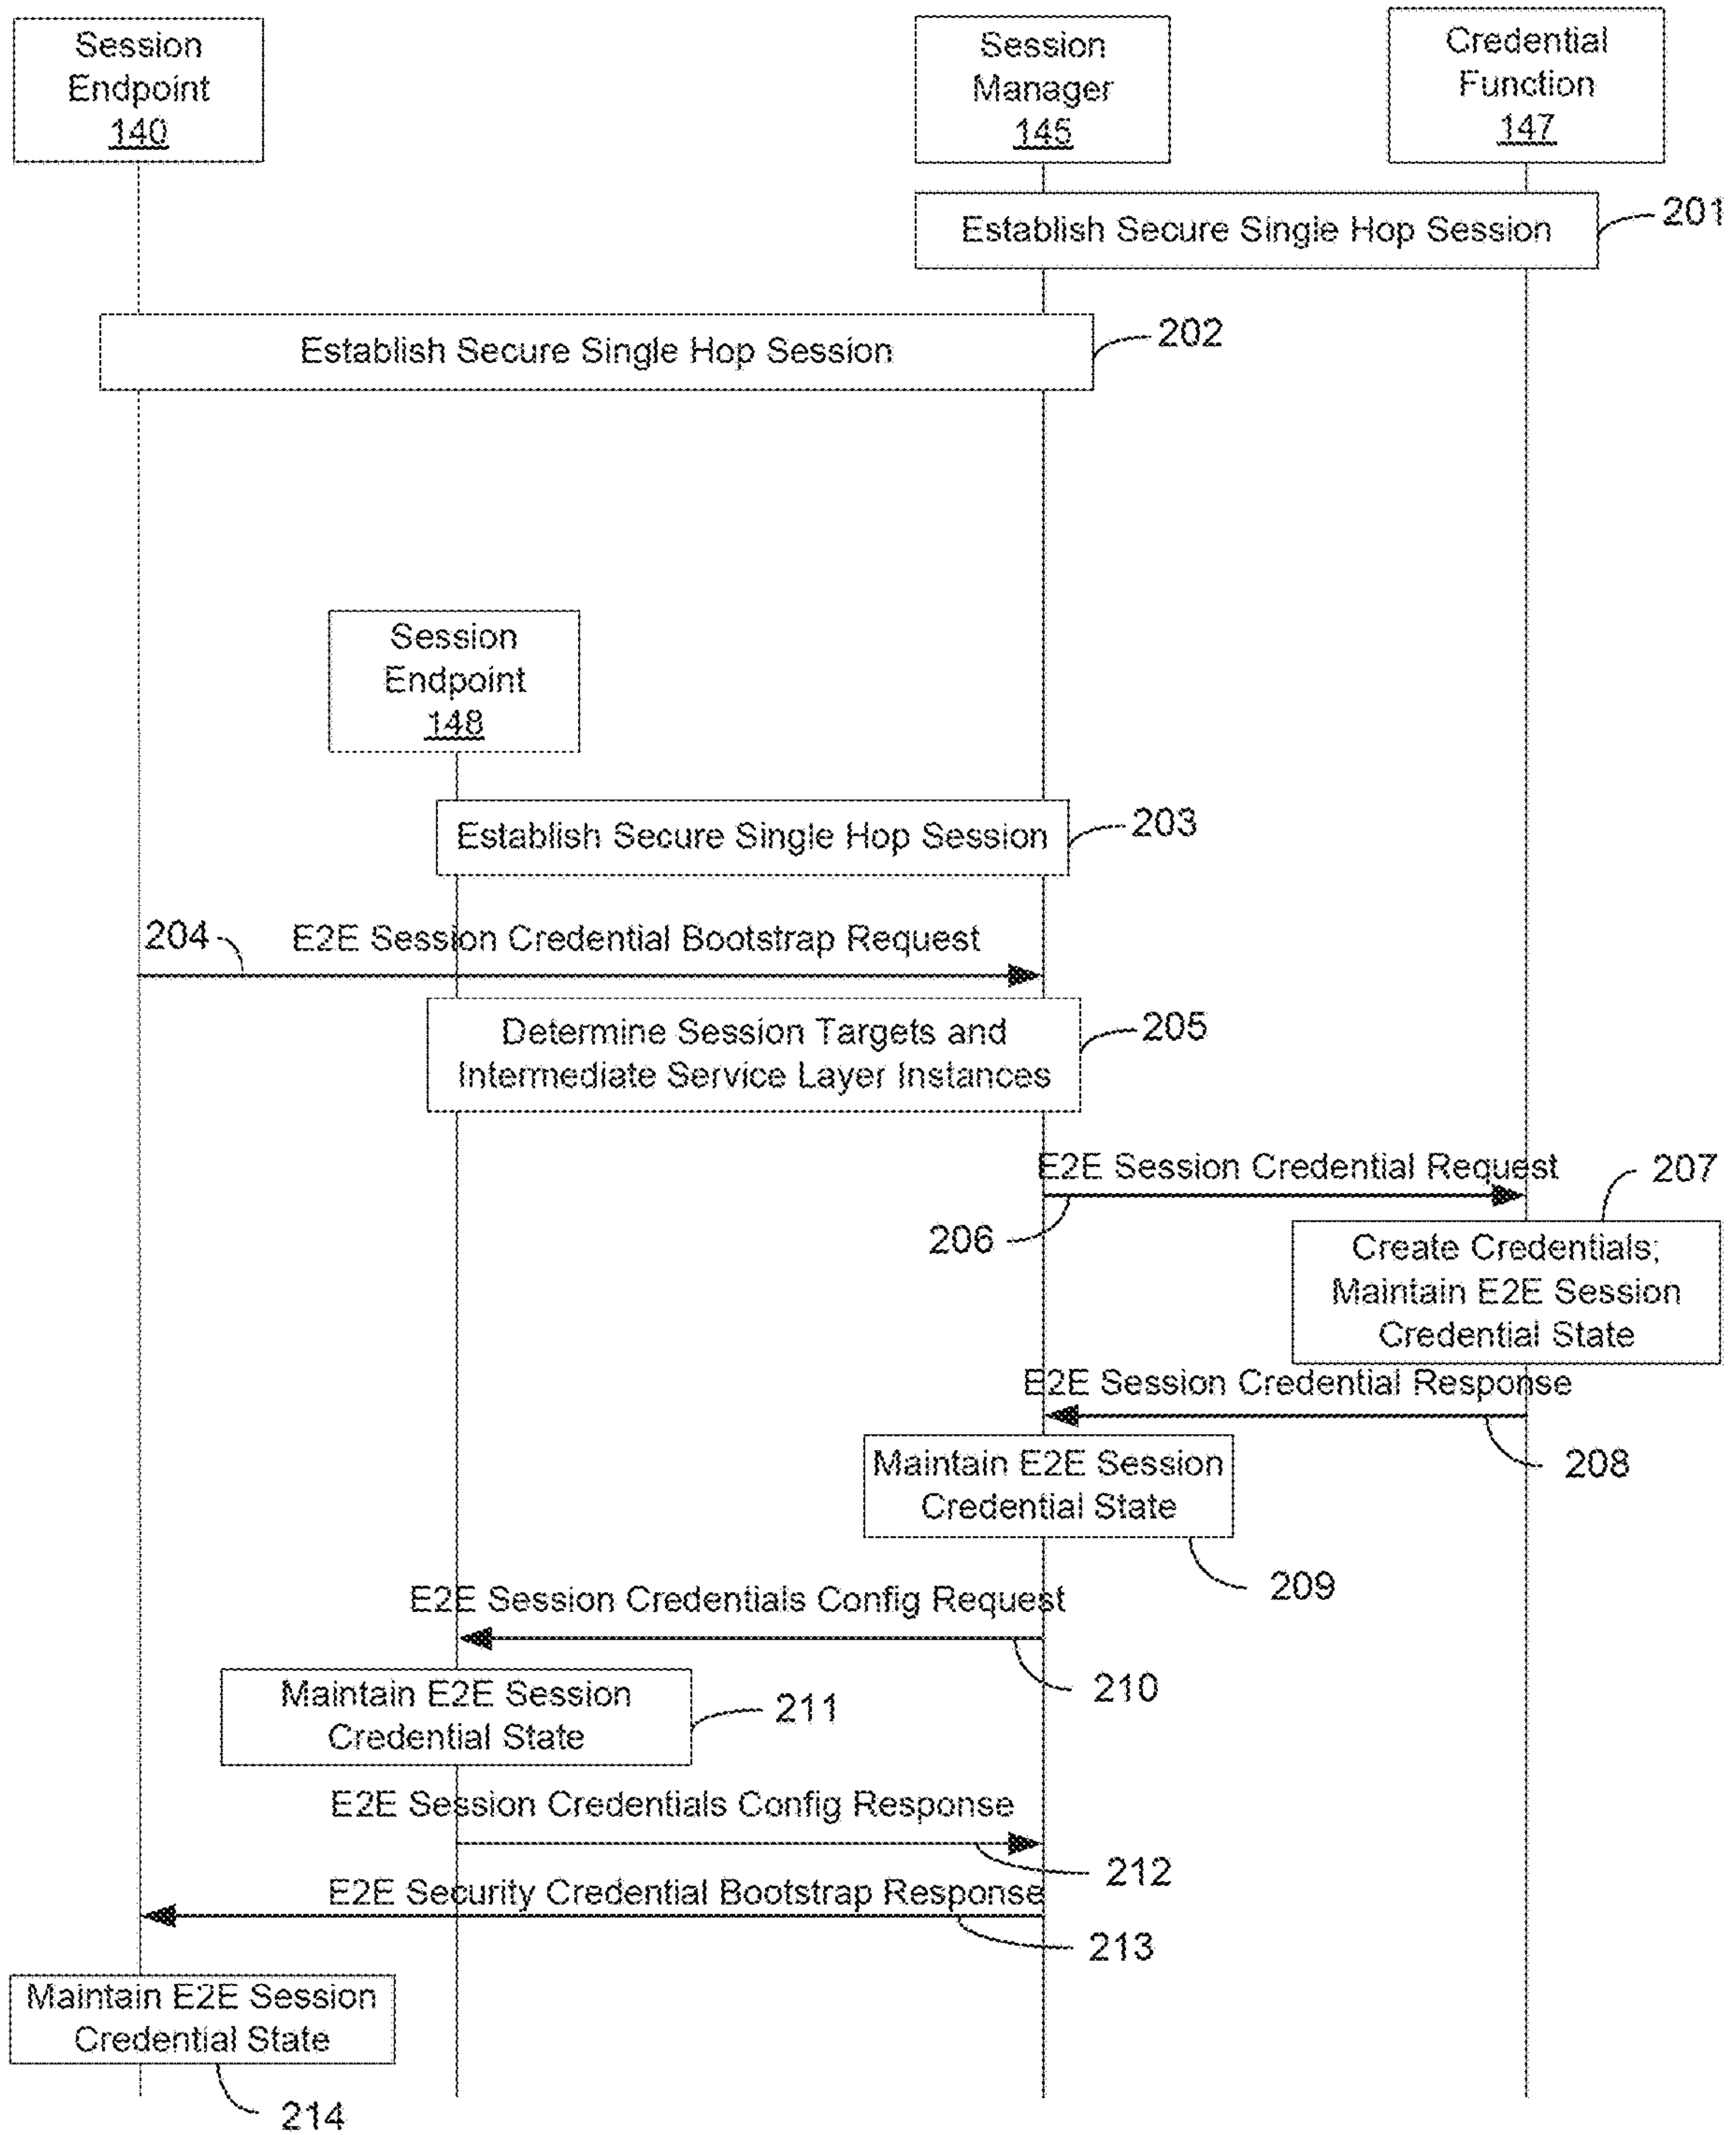 Session
Endpoint
140
Session
Manager
145
Credential
Function
147
Establish Secure Single Hop Session
201
Establish Secure Single Hop Session
202
Session
Endpoint
148
Establish Secure Single Hop Session
203
204
E2E Session Credential Bootstrap Request
Determine Session Targets and
Intermediate Service Layer Instances
205
E2E Session Credential Request
206
207
Create Credentials;
Maintain E2E Session
Credential State
E2E Session Credential Response
208
Maintain E2E Session
Credential State
209
E2E Session Credentials Config Request
210
Maintain E2E Session
Credential State
211
E2E Session Credentials Config Response
212
E2E Security Credential Bootstrap Response
213
Maintain E2E Session
Credential State
214